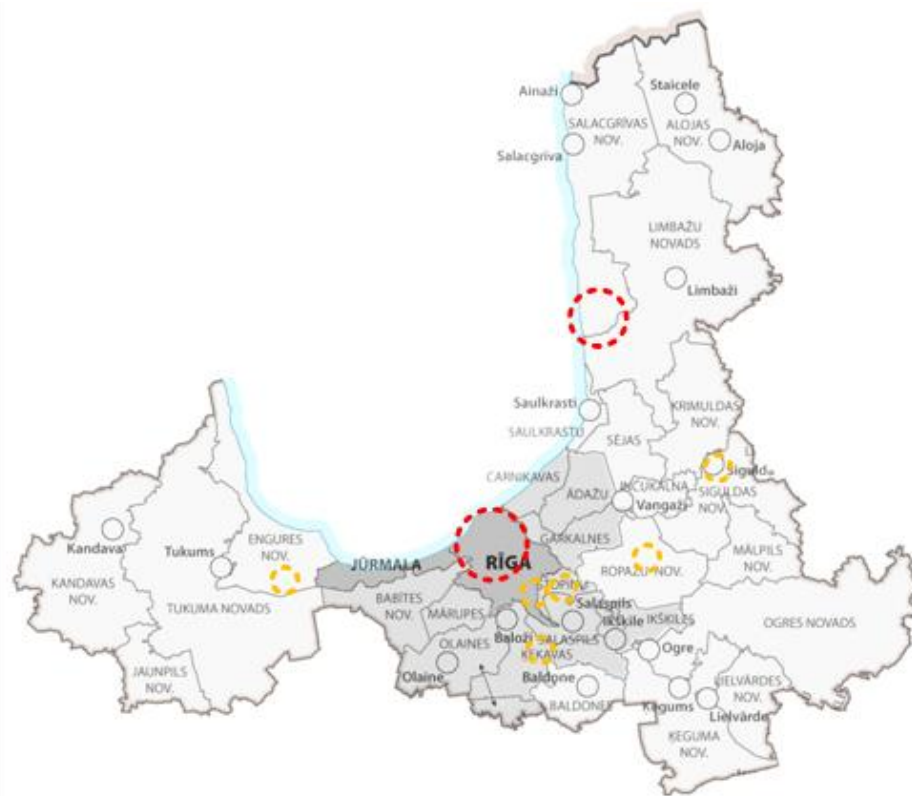 Ainaži
Staicele
SALACGRĪVAS
NOV.
ALOJAS
NOV.
Aloja
Salacgrīva
LIMBAŽU
NOVADS
Limbaži
Saulkrasti
SAULKRASTU
KRIMULDAS
NOV.
SĒJAS
CARNIKAVAS
ĀDAŽU
INČUKALNA
Vangaži
Sigulda
SIGULDAS
NOV.
MĀLPILS
NOV.
GARKALNES
ROPAŽU NOV.
Kandava
KANDAVAS
NOV.
Tukums
ENGURES
NOV.
TUKUMA NOVADS
JAUNPILS
NOV.
JŪRMALA
RĪGA
BABĪTES
NOV.
MĀRUPES
OLAINES
Olaine
Baloži
Salaspils
SALASPILS
ĶEKAVAS
Ikšķile
IKŠĶILES
Ogre
OGRES NOVADS
Baldone
BALDONES
Ķegums
LIELVĀRDES
NOV.
Lielvārde
ĶEGUMA
NOV.